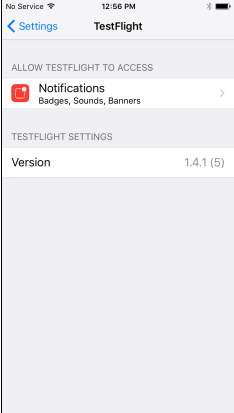 No Service 12:56 PM
Settings TestFlight
ALLOW TESTFLIGHT TO ACCESS
Notifications
Badges, Sounds, Banners
TESTFLIGHT SETTINGS
Version 1.4.1 (5)